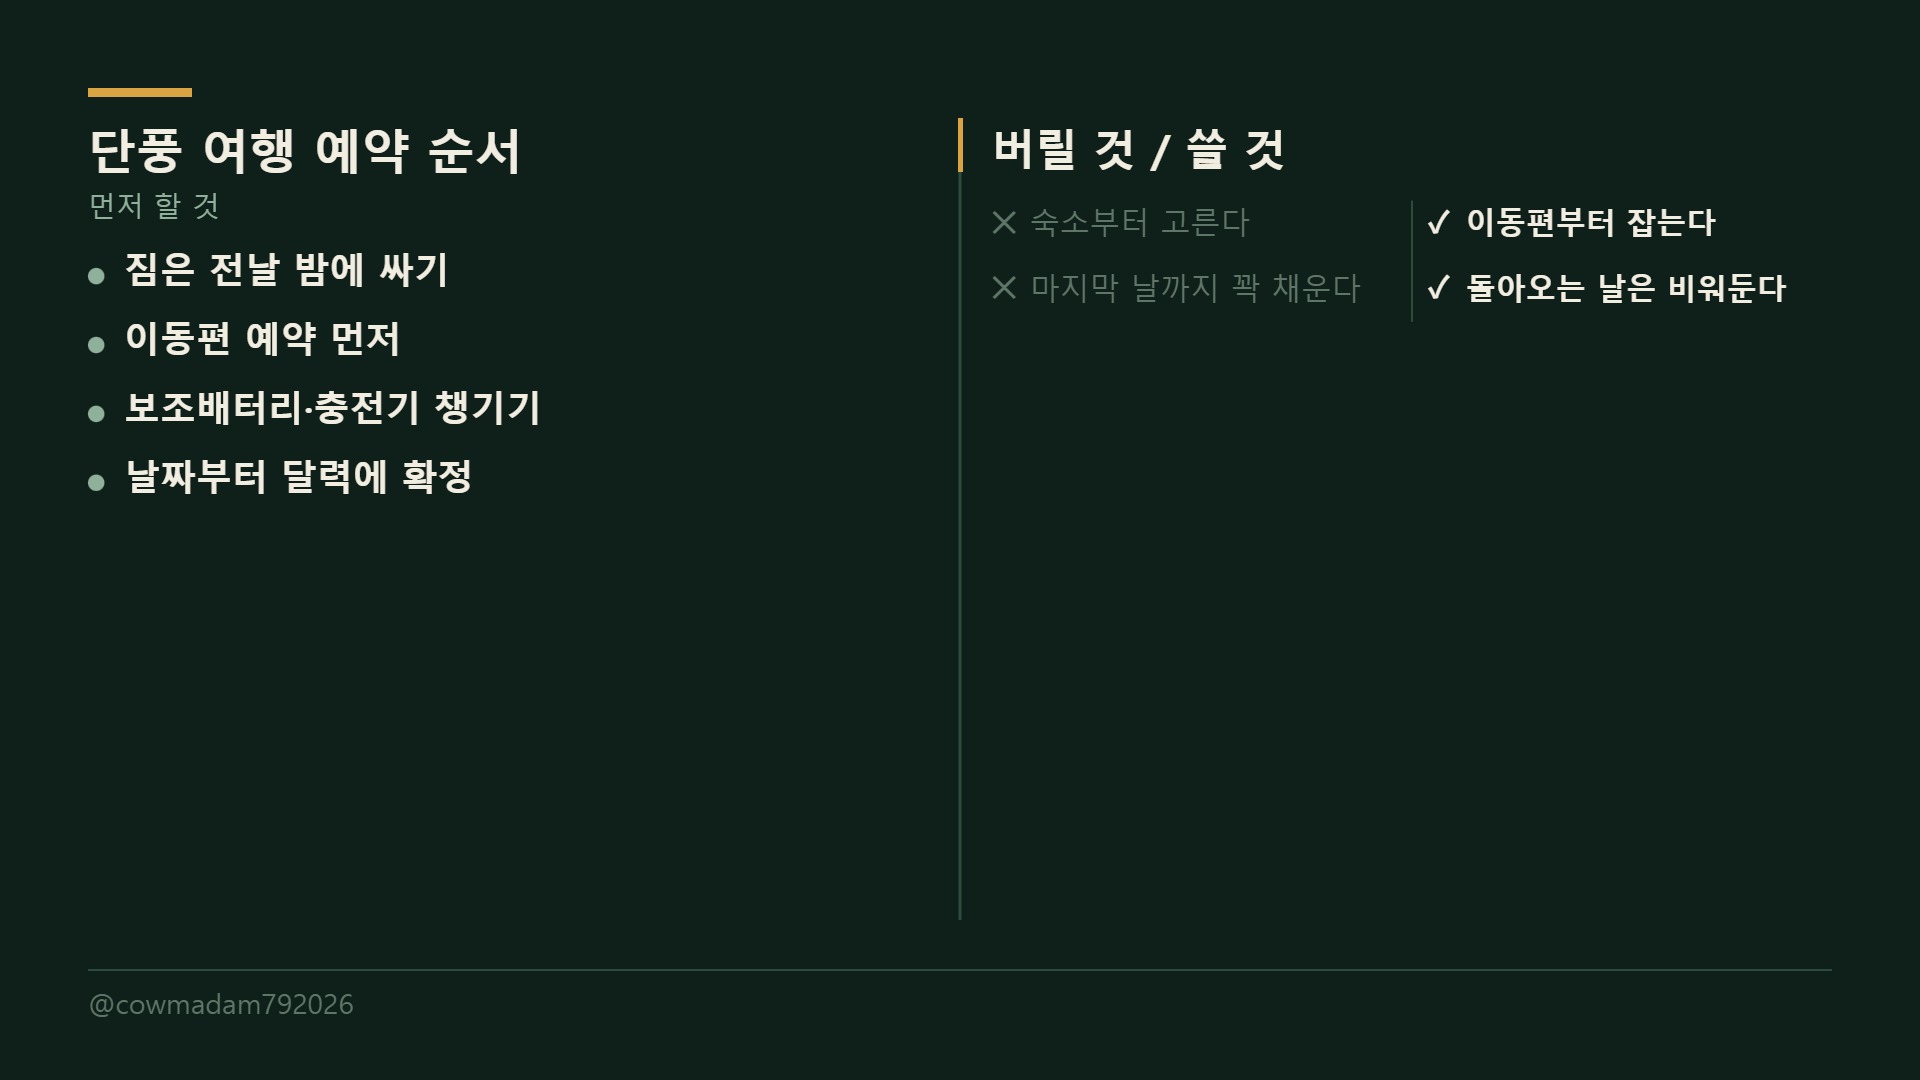 단풍 여행 예약 순서
먼저 할 것
● 짐은 전날 밤에 싸기
● 이동편 예약 먼저
● 보조배터리·충전기 챙기기
● 날짜부터 달력에 확정
버릴 것 / 쓸 것
✕ 숙소부터 고른다
✓ 이동편부터 잡는다
✕ 마지막 날까지 꽉 채운다
✓ 돌아오는 날은 비워둔다
@cowmadam792026